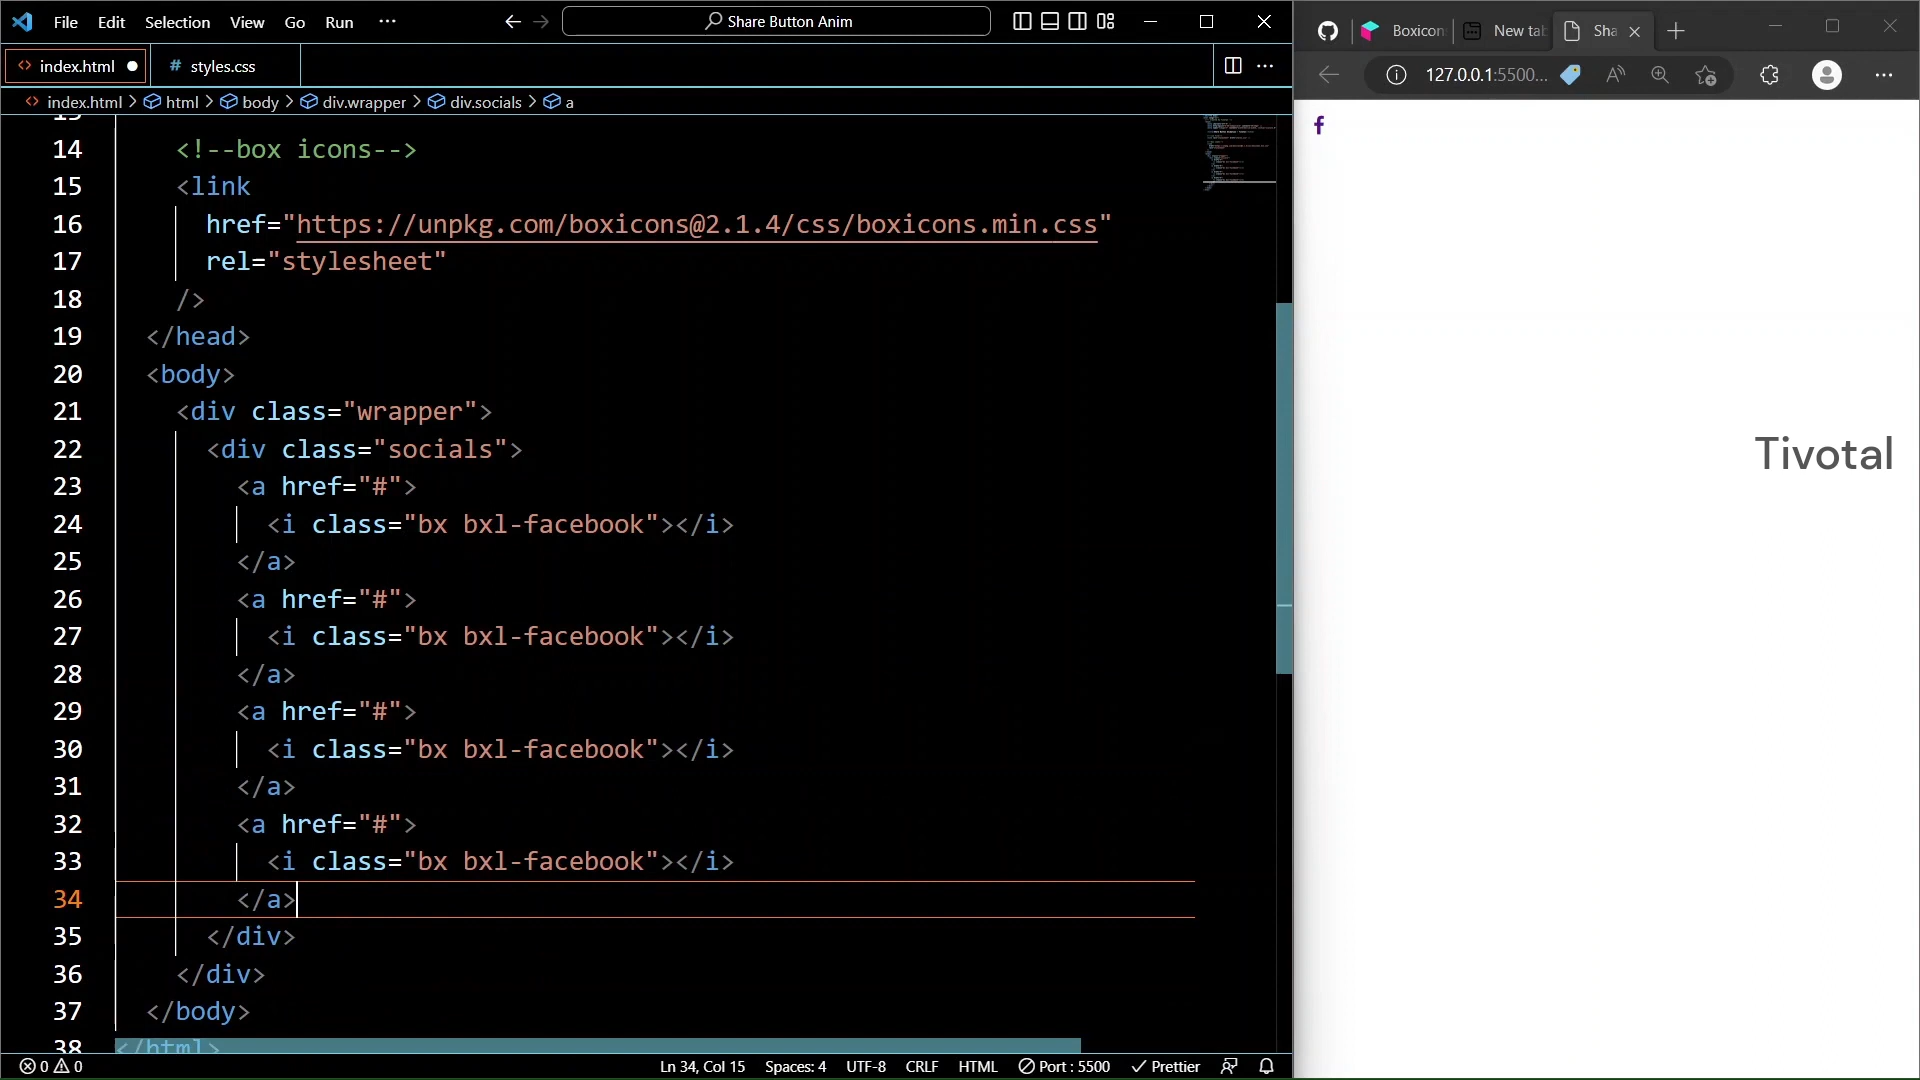 File Edit Selection View Go Run ··· Share Button Anim
index.html # styles.css
index.html > html > body > div.wrapper > div.socials > a
14 <!--box icons-->
15 <link
16 href="https://unpkg.com/boxicons@2.1.4/css/boxicons.min.css"
17 rel="stylesheet"
18 />
19 </head>
20 <body>
21 <div class="wrapper">
22 <div class="socials">
23 <a href="#">
24 <i class="bx bxl-facebook"></i>
25 </a>
26 <a href="#">
27 <i class="bx bxl-facebook"></i>
28 </a>
29 <a href="#">
30 <i class="bx bxl-facebook"></i>
31 </a>
32 <a href="#">
33 <i class="bx bxl-facebook"></i>
34 </a>
35 </div>
36 </div>
37 </body>
38 </html>
0 0 Ln 34, Col 15 Spaces: 4 UTF-8 CRLF HTML Port : 5500 Prettier
Boxicon New tab Sha
127.0.0.1:5500...
Tivotal